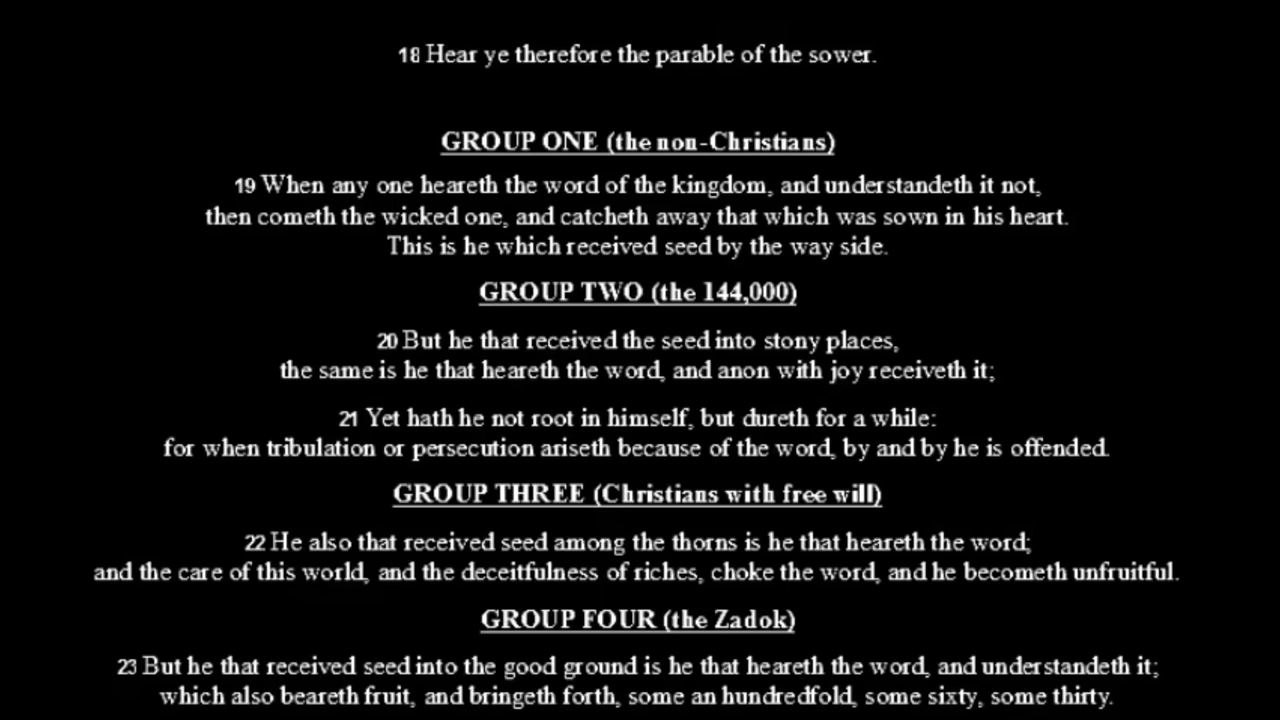 18 Hear ye therefore the parable of the sower.
GROUP ONE (the non-Christians)
19 When any one heareth the word of the kingdom, and understandeth it not,
then cometh the wicked one, and catcheth away that which was sown in his heart.
This is he which received seed by the way side.
GROUP TWO (the 144,000)
20 But he that received the seed into stony places,
the same is he that heareth the word, and anon with joy receiveth it;
21 Yet hath he not root in himself, but dureth for a while:
for when tribulation or persecution ariseth because of the word, by and by he is offended.
GROUP THREE (Christians with free will)
22 He also that received seed among the thorns is he that heareth the word;
and the care of this world, and the deceitfulness of riches, choke the word, and he becometh unfruitful.
GROUP FOUR (the Zadok)
23 But he that received seed into the good ground is he that heareth the word, and understandeth it;
which also beareth fruit, and bringeth forth, some an hundredfold, some sixty, some thirty.